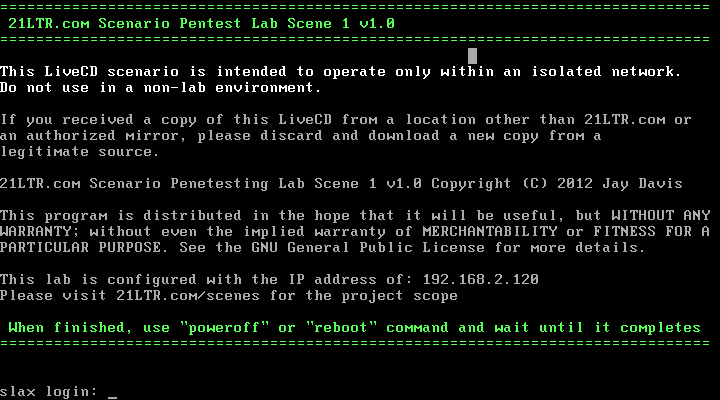 ================================================================================
21LTR.com Scenario Pentest Lab Scene 1 v1.0
================================================================================
This LiveCD scenario is intended to operate only within an isolated network.
Do not use in a non-lab environment.
If you received a copy of this LiveCD from a location other than 21LTR.com or
an authorized mirror, please discard and download a new copy from a
legitimate source.
21LTR.com Scenario Penetesting Lab Scene 1 v1.0 Copyright (C) 2012 Jay Davis
This program is distributed in the hope that it will be useful, but WITHOUT ANY
WARRANTY; without even the implied warranty of MERCHANTABILITY or FITNESS FOR A
PARTICULAR PURPOSE. See the GNU General Public License for more details.
This lab is configured with the IP address of: 192.168.2.120
Please visit 21LTR.com/scenes for the project scope
When finished, use "poweroff" or "reboot" command and wait until it completes
================================================================================
slax login: _